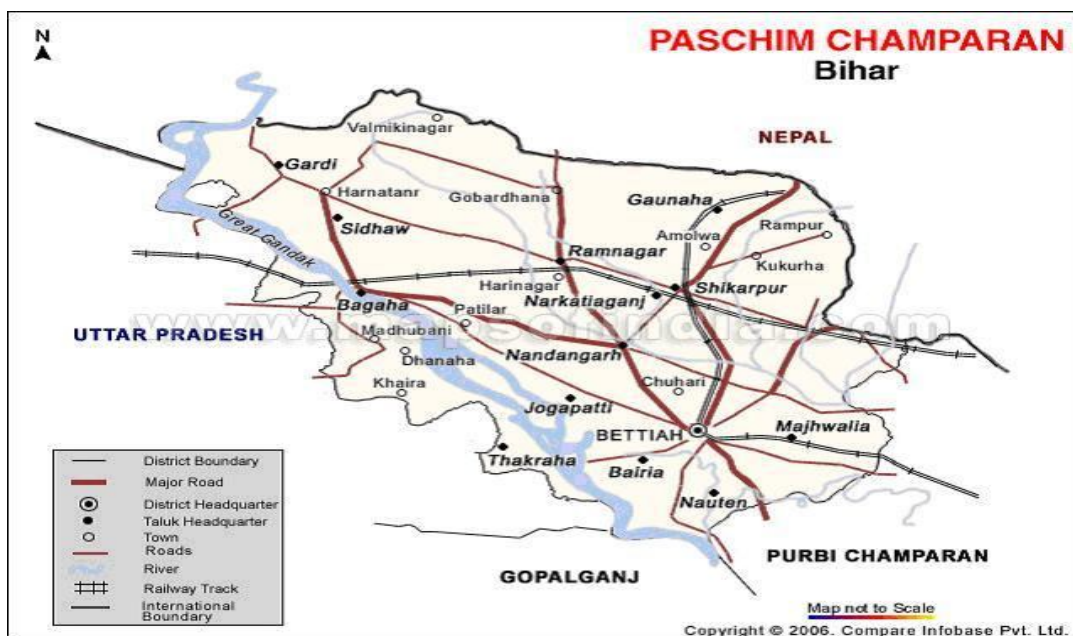 N
PASCHIM CHAMPARAN
Bihar
NEPAL
Valmikinagar
Gardi
Harnatanr
Gobardhana
Gaunaha
Great Gandak
Sidhaw
Amolwa
Rampur
Ramnagar
Kukurha
Harinagar
Shikarpur
Bagaha
Narkatiaganj
Patilar
www.mapsofindia.com
UTTAR PRADESH
Madhubani
Dhanaha
Nandangarh
Khaira
Chuhari
Jogapatti
BETTIAH
Majhwalia
Thakraha
Bairia
Nauten
District Boundary
Major Road
District Headquarter
Taluk Headquarter
Town
Roads
River
Railway Track
International
Boundary
PURBI CHAMPARAN
GOPALGANJ
Map not to Scale
Copyright © 2006. Compare Infobase Pvt. Ltd.